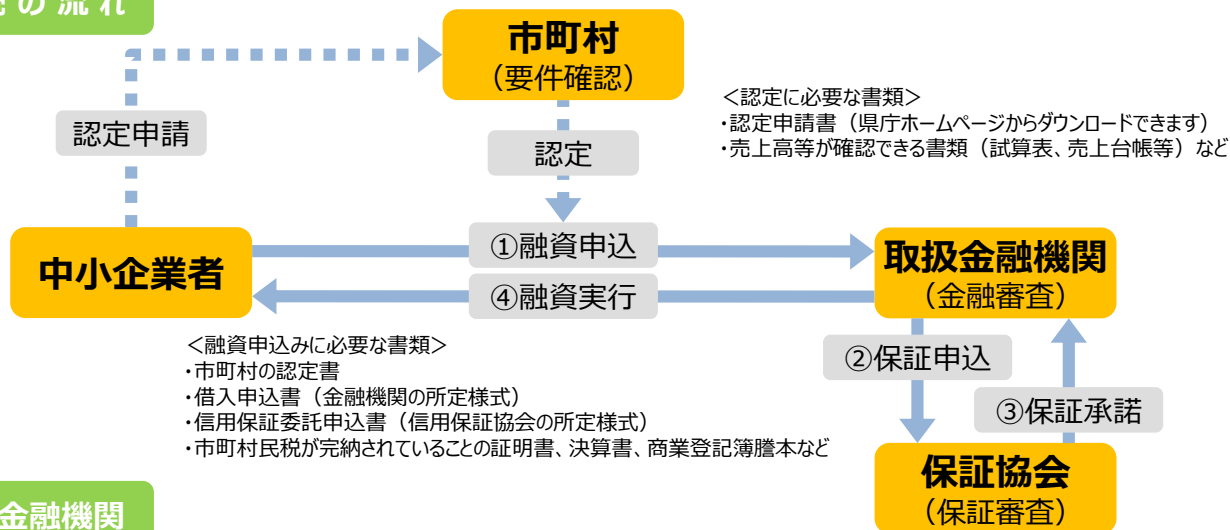 の流れ
市町村
（要件確認）
＜認定に必要な書類＞
・認定申請書（県庁ホームページからダウンロードできます）
・売上高等が確認できる書類（試算表、売上台帳等）など
認定申請
認定
中小企業者
①融資申込
④融資実行
取扱金融機関
（金融審査）
＜融資申込みに必要な書類＞
・市町村の認定書
・借入申込書（金融機関の所定様式）
・信用保証委託申込書（信用保証協会の所定様式）
・市町村民税が完納されていることの証明書、決算書、商業登記簿謄本など
②保証申込
③保証承諾
保証協会
（保証審査）
金融機関